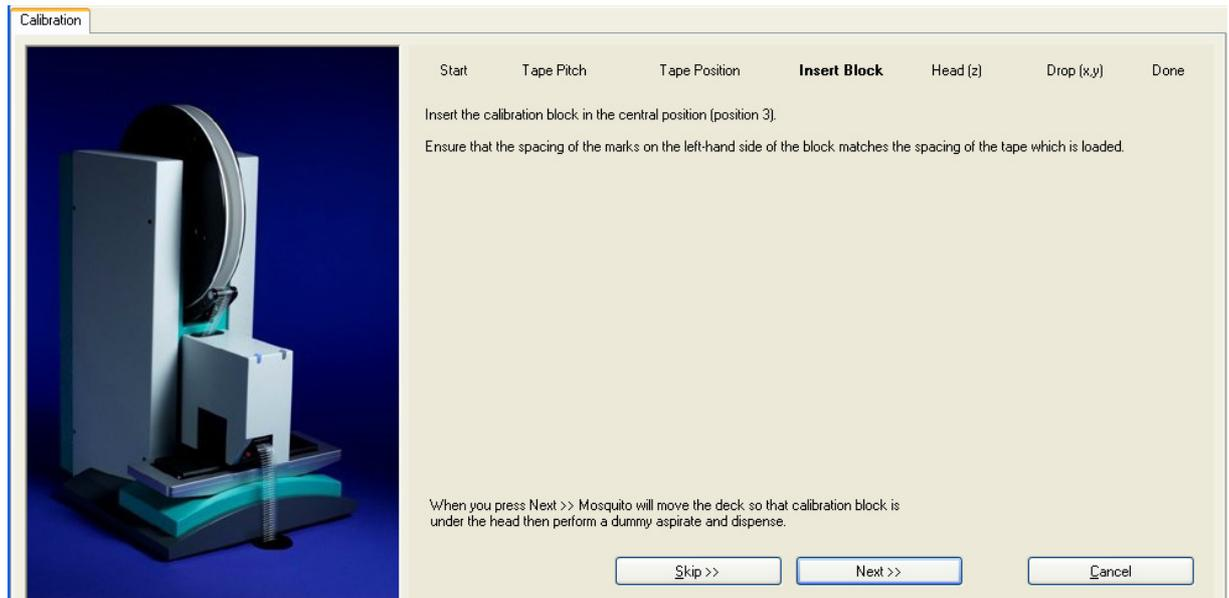 Calibration
Start Tape Pitch Tape Position Insert Block Head (z) Drop (x,y) Done
Insert the calibration block in the central position (position 3).
Ensure that the spacing of the marks on the left-hand side of the block matches the spacing of the tape which is loaded.
When you press Next >> Mosquito will move the deck so that calibration block is
under the head then perform a dummy aspirate and dispense.
Skip >> Next >> Cancel